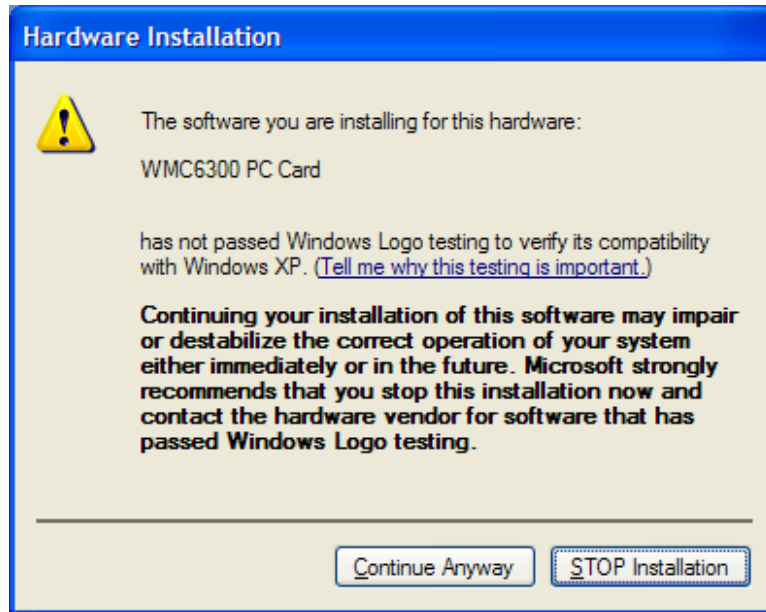 Hardware Installation
The software you are installing for this hardware:
WMC6300 PC Card
has not passed Windows Logo testing to verify its compatibility
with Windows XP. (Tell me why this testing is important.)
Continuing your installation of this software may impair
or destabilize the correct operation of your system
either immediately or in the future. Microsoft strongly
recommends that you stop this installation now and
contact the hardware vendor for software that has
passed Windows Logo testing.
Continue Anyway
STOP Installation